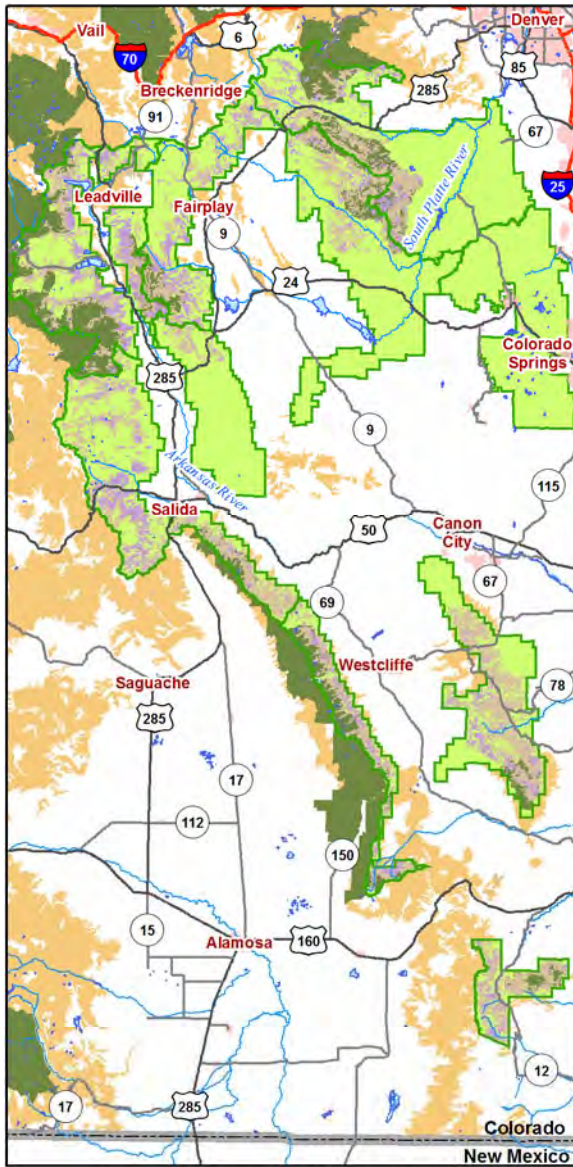 Vail
Denver
6
70
285
85
Breckenridge
91
67
25
Leadville
Fairplay
9
South Platte River
24
Colorado
Springs
285
9
Arkansas River
115
Salida
50
Canon
City
67
69
Westcliffe
Saguache
78
285
17
112
150
15
Alamosa
160
12
17
285
Colorado
New Mexico